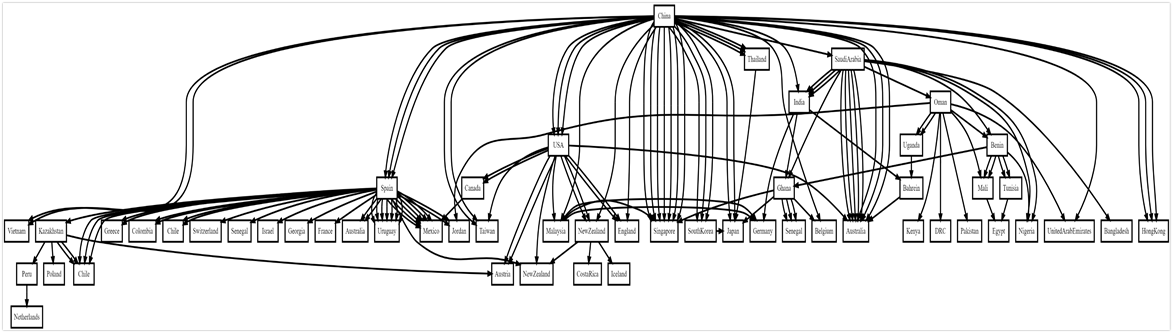 China
Thailand
SaudiArabia
India
Oman
USA
Uganda
Benin
Spain
Canada
Ghana
Bahrein
Mali
Tunisia
Vietnam
Kazakhstan
Greece
Colombia
Chile
Switzerland
Senegal
Israel
Georgia
France
Australia
Uruguay
Mexico
Jordan
Taiwan
Malaysia
NewZealand
England
Singapore
SouthKorea
Japan
Germany
Senegal
Belgium
Australia
Kenya
DRC
Pakistan
Egypt
Nigeria
UnitedArabEmirates
Bangladesh
HongKong
Peru
Poland
Chile
Austria
NewZealand
CostaRica
Iceland
Netherlands